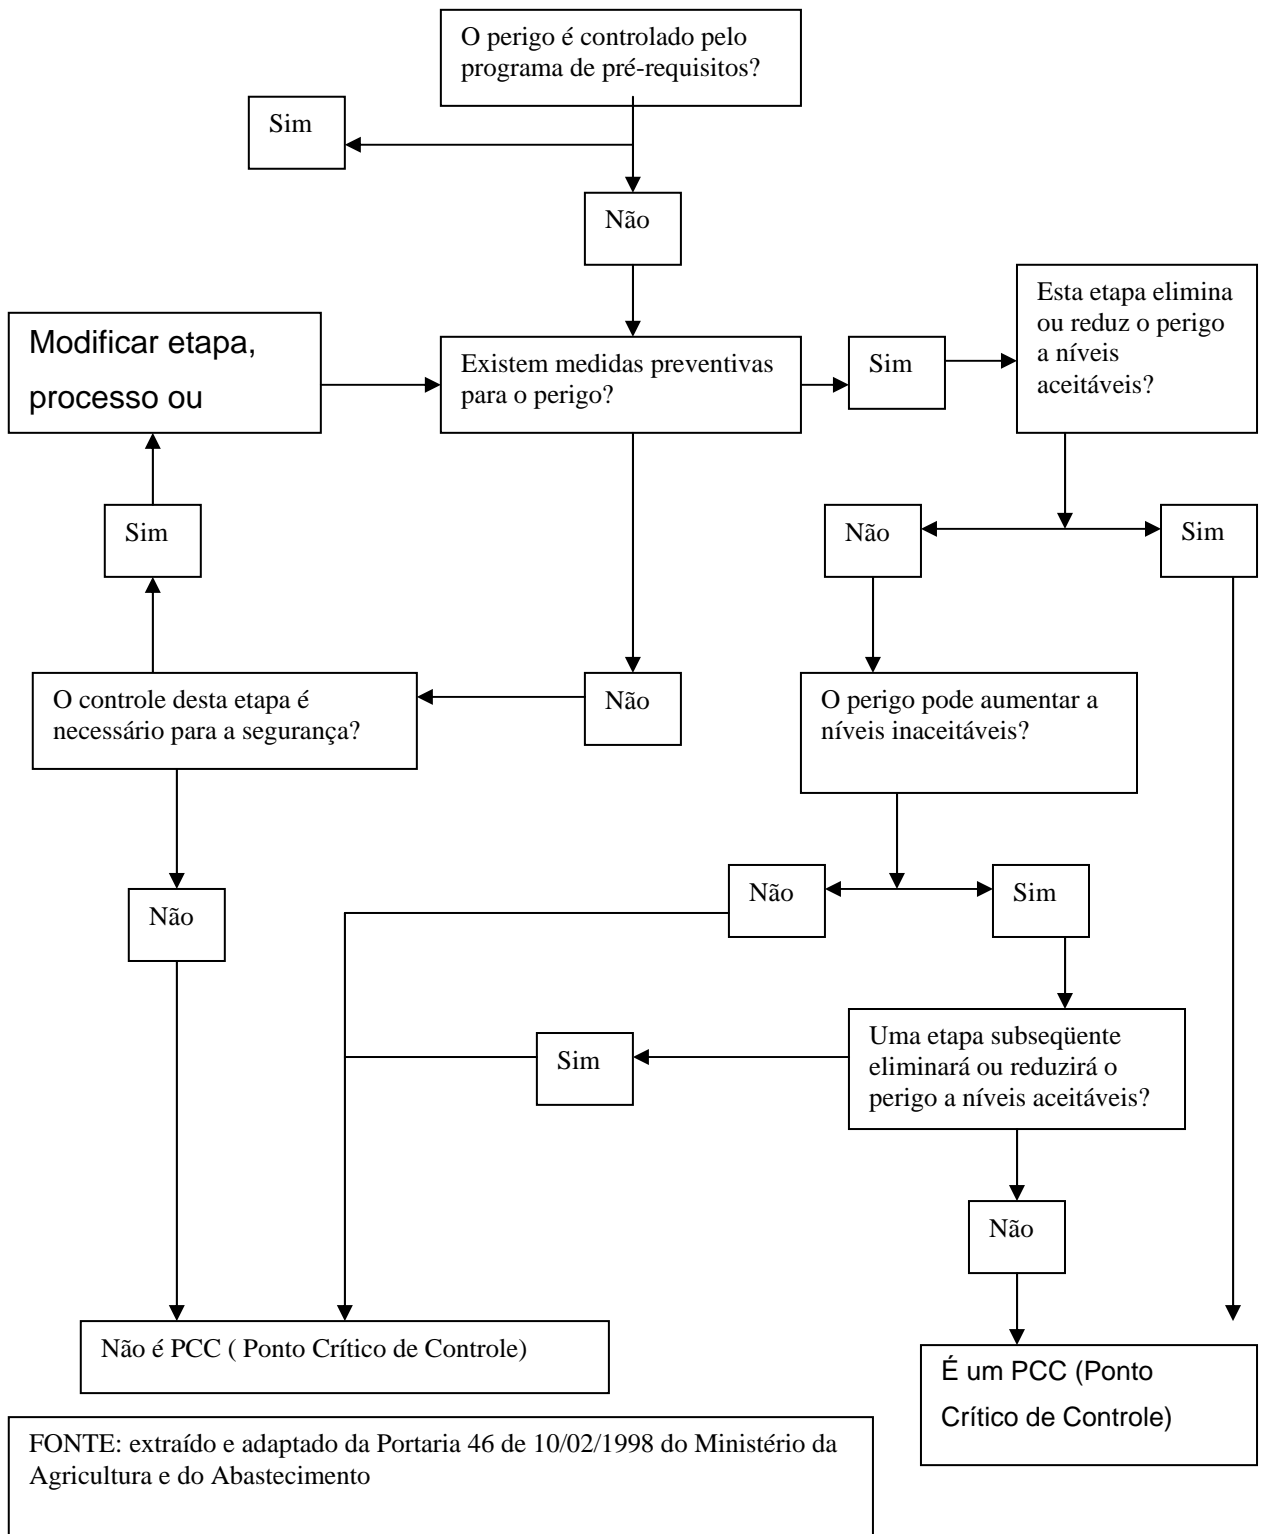 O perigo é controlado pelo
programa de pré-requisitos?
Sim
Não
Esta etapa elimina
ou reduz o perigo
a níveis
aceitáveis?
Modificar etapa,
processo ou
Existem medidas preventivas
para o perigo?
Sim
Sim
Não
Sim
O controle desta etapa é
necessário para a segurança?
Não
O perigo pode aumentar a
níveis inaceitáveis?
Não
Não
Sim
Uma etapa subseqüente
eliminará ou reduzirá o
perigo a níveis aceitáveis?
Sim
Não
Não é PCC ( Ponto Crítico de Controle)
É um PCC (Ponto
Crítico de Controle)
FONTE: extraído e adaptado da Portaria 46 de 10/02/1998 do Ministério da
Agricultura e do Abastecimento